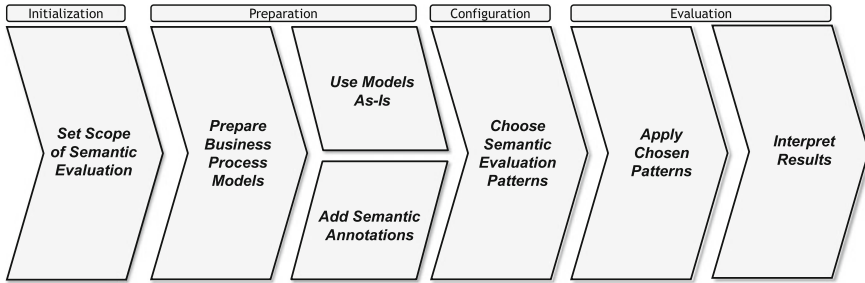 Initialization
Preparation
Configuration
Evaluation
Set Scope
of Semantic
Evaluation
Prepare
Business
Process
Models
Use Models
As-Is
Add Semantic
Annotations
Choose
Semantic
Evaluation
Patterns
Apply
Chosen
Patterns
Interpret
Results